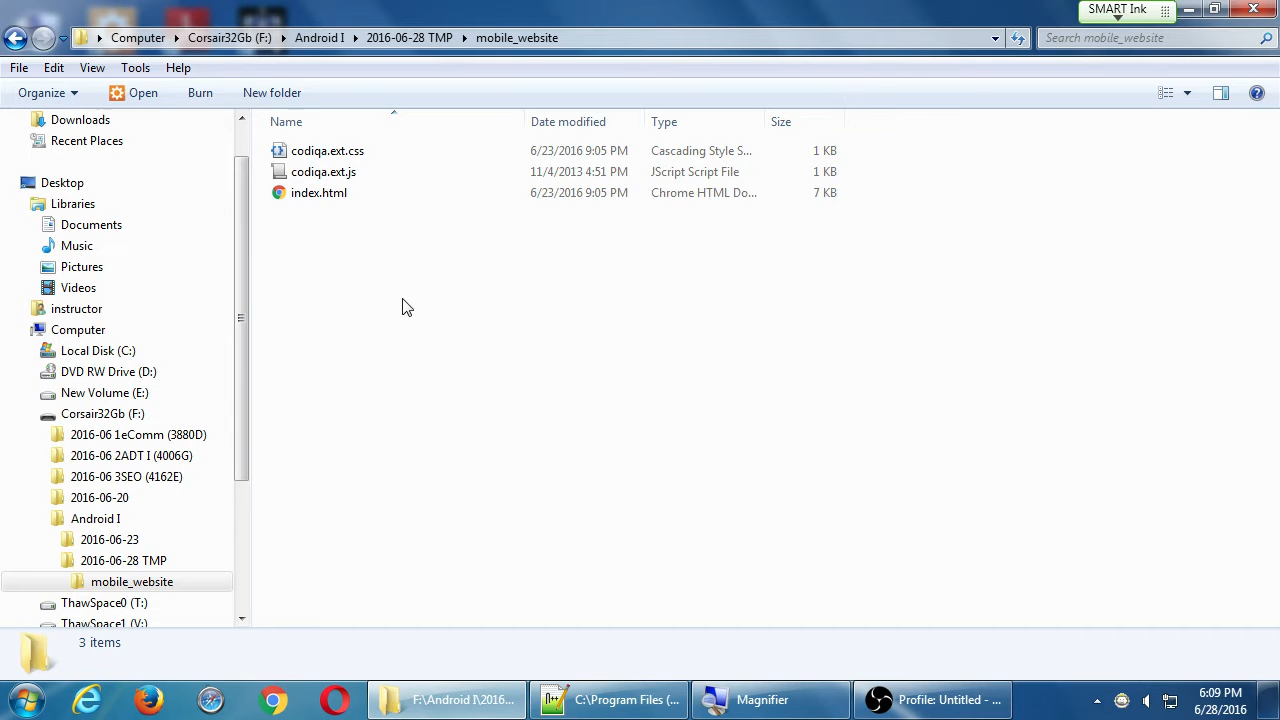 SMART Ink
Computer Corsair32Gb (F:) Android I 2016-06-28 TMP mobile_website
Search mobile_website
File Edit View Tools Help
Organize Open Burn New folder
Downloads
Recent Places
Desktop
Libraries
Documents
Music
Pictures
Videos
instructor
Computer
Local Disk (C:)
DVD RW Drive (D:)
New Volume (E:)
Corsair32Gb (F:)
2016-06 1eComm (3880D)
2016-06 2ADT I (4006G)
2016-06 3SEO (4162E)
2016-06-20
Android I
2016-06-23
2016-06-28 TMP
mobile_website
ThawSpace0 (T:)
ThawSpace1 (V:)
Name Date modified Type Size
codiqa.ext.css 6/23/2016 9:05 PM Cascading Style S... 1 KB
codiqa.ext.js 11/4/2013 4:51 PM JScript Script File 1 KB
index.html 6/23/2016 9:05 PM Chrome HTML Do... 7 KB
3 items
F:\Android I\2016... C:\Program Files (... Magnifier Profile: Untitled - ...
6:09 PM
6/28/2016